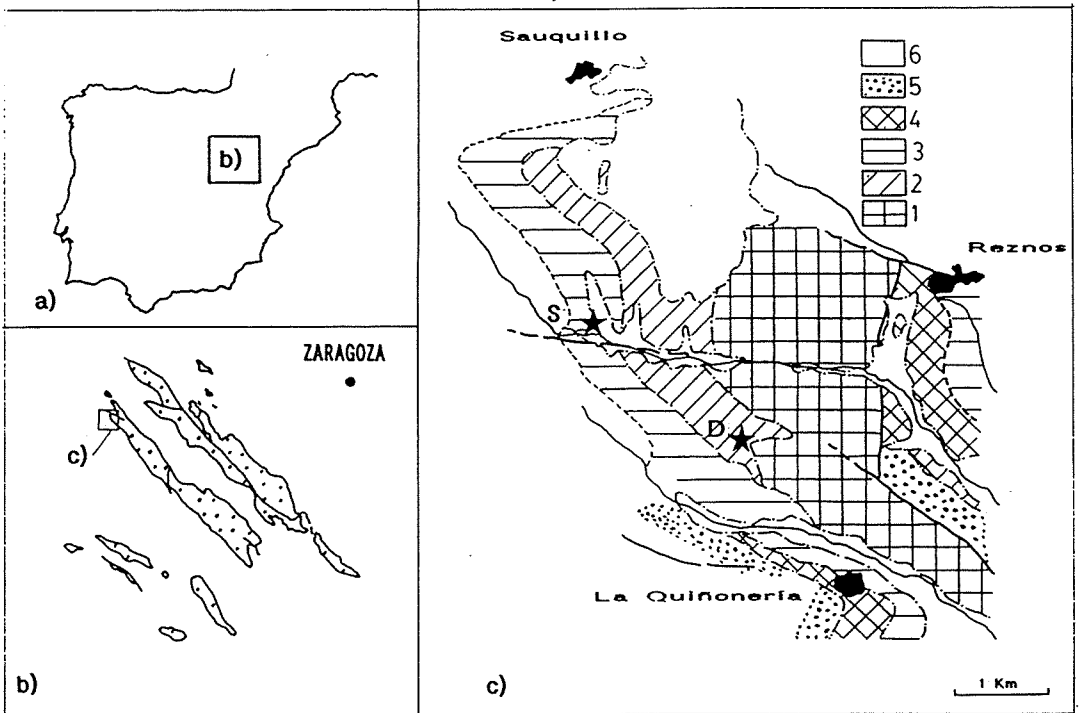 b)
a)
ZARAGOZA
c)
b)
Sauquillo
6
5
4
3
2
1
Reznos
S
D
La Quiñonería
c)
1 Km